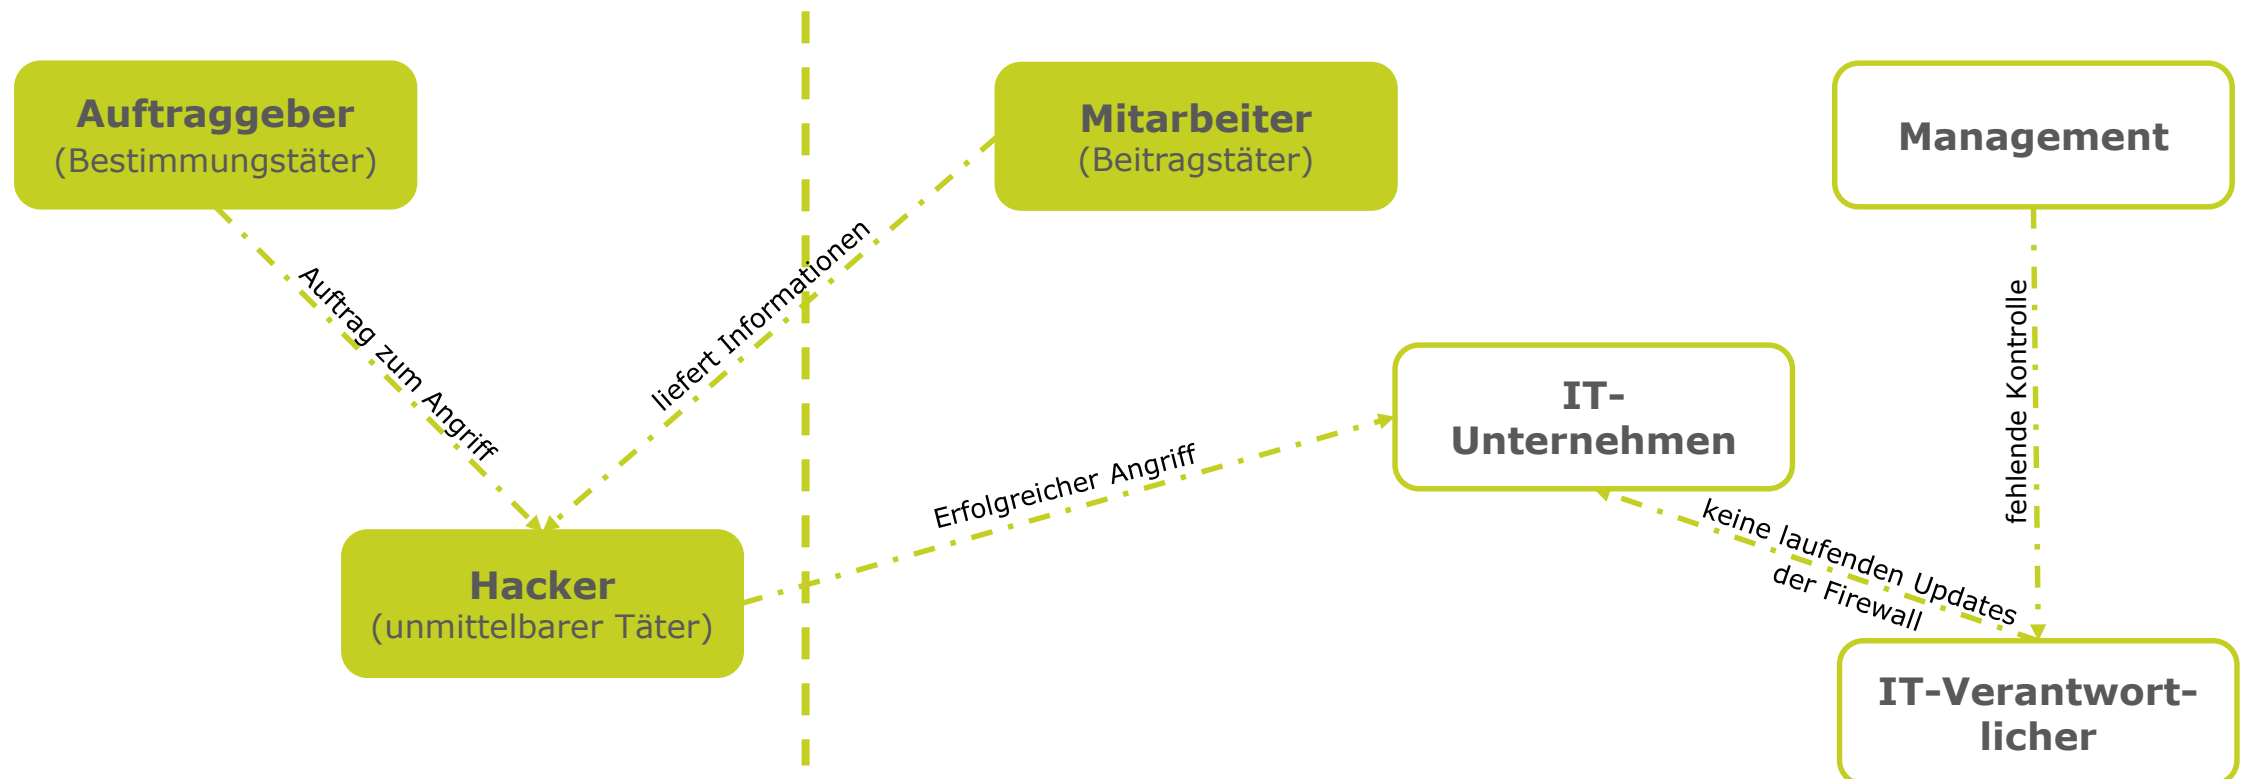 Auftraggeber
(Bestimmungstäter)
Mitarbeiter
(Beitragstäter)
Management
Auftrag zum Angriff
liefert Informationen
fehlende Kontrolle
IT-
Unternehmen
Erfolgreicher Angriff
keine laufenden Updates
der Firewall
Hacker
(unmittelbarer Täter)
IT-Verantwort-
licher